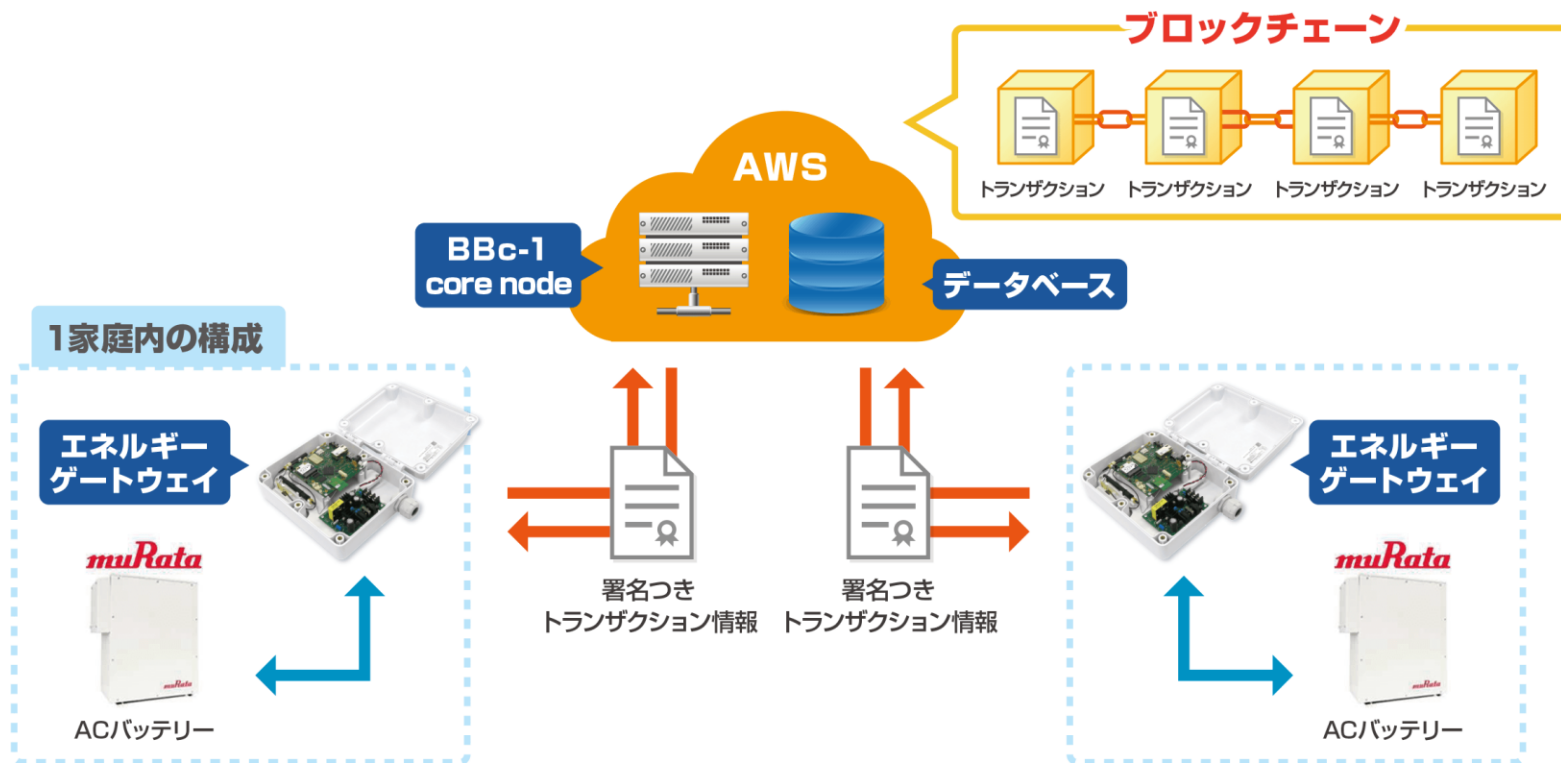 ブロックチェーン
トランザクション
トランザクション
トランザクション
トランザクション
AWS
BBc-1
core node
データベース
1家庭内の構成
エネルギー
ゲートウェイ
muRata
muRata
ACバッテリー
署名つき
トランザクション情報
署名つき
トランザクション情報
エネルギー
ゲートウェイ
muRata
muRata
ACバッテリー